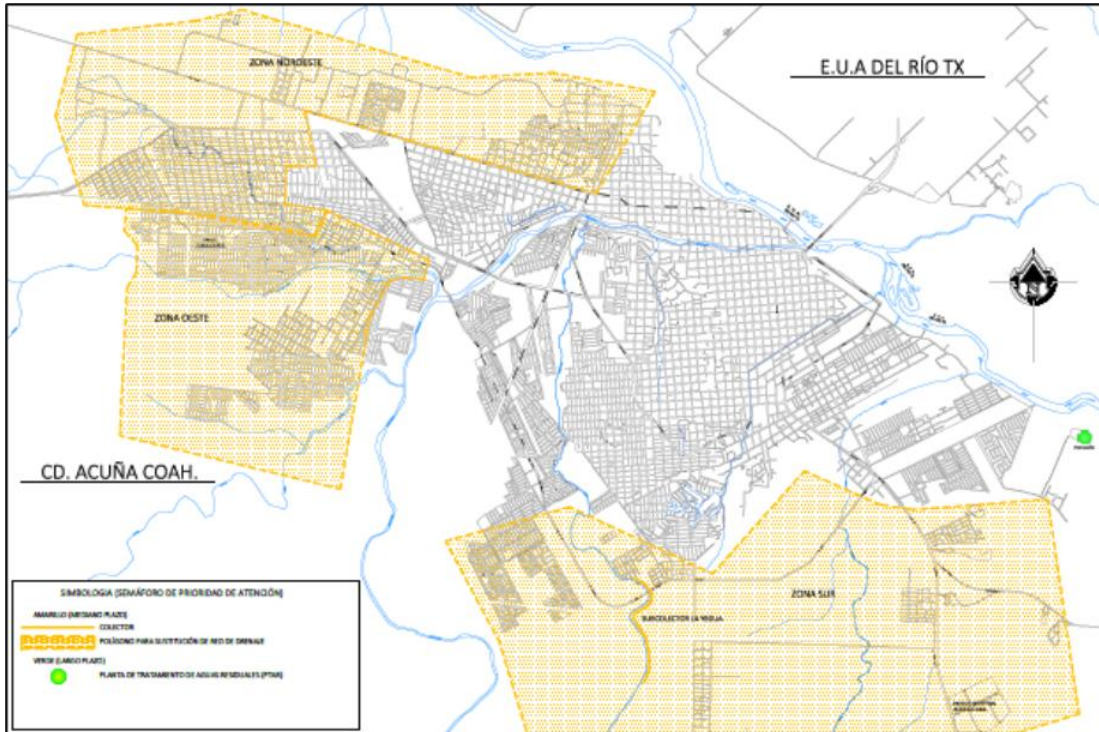 ZONA NOROESTE
E.U.A DEL RÍO TX
ZONA OESTE
CD. ACUÑA COAH.
ZONA SUR
SUBCOLECTOR LA
SIMBOLOGIA (SEMÁFORO DE PRIORIDAD DE ATENCIÓN)
AMARILLO (MEDIANO PLAZO)
COLECTOR
POLÍGONO PARA SUSTITUCIÓN DE RED DE DRENAJE
VERDE (LARGO PLAZO)
PLANTA DE TRATAMIENTO DE AGUAS RESIDUALES (PTAR)